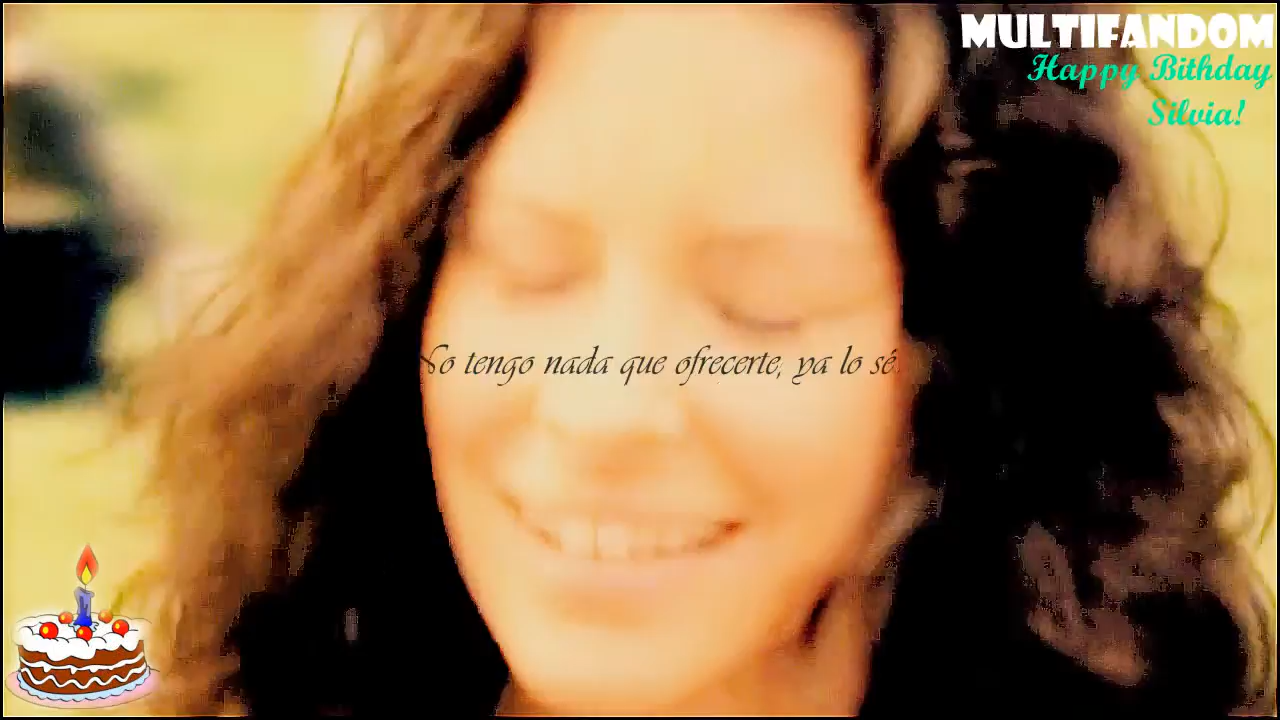 MULTIFANDOM
Happy Bithday
Silvia!
No tengo nada que ofrecerte, ya lo sé.